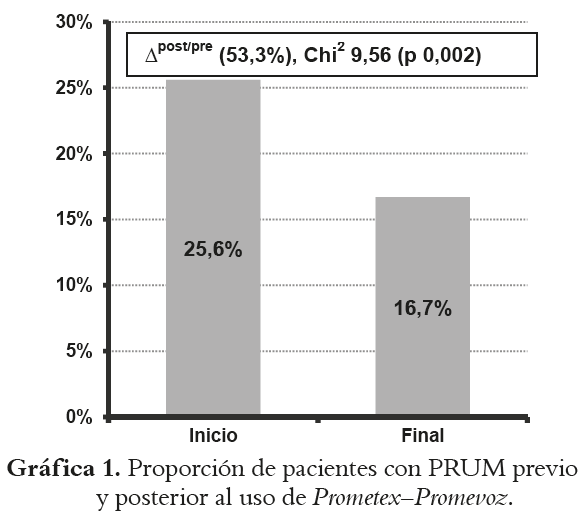 30%
Δpost/pre (53,3%), Chi2 9,56 (p 0,002)
25%
20%
15%
25,6%
10%
16,7%
5%
0%
Inicio Final
Gráfica 1. Proporción de pacientes con PRUM previo
y posterior al uso de Prometex–Promevoz.